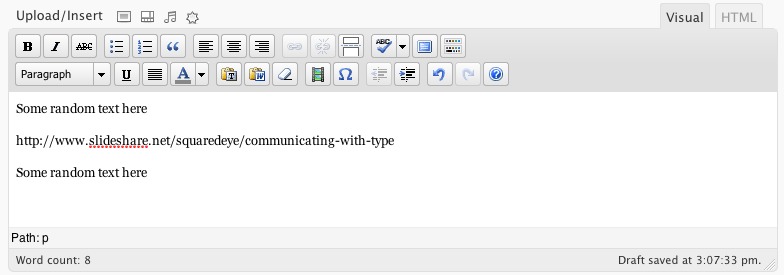 Upload/Insert
Visual HTML
B I ABC ABC
Paragraph U A T W Ω ?
Some random text here
http://www.slideshare.net/squaredeye/communicating-with-type
Some random text here
Path: p
Word count: 8 Draft saved at 3:07:33 pm.